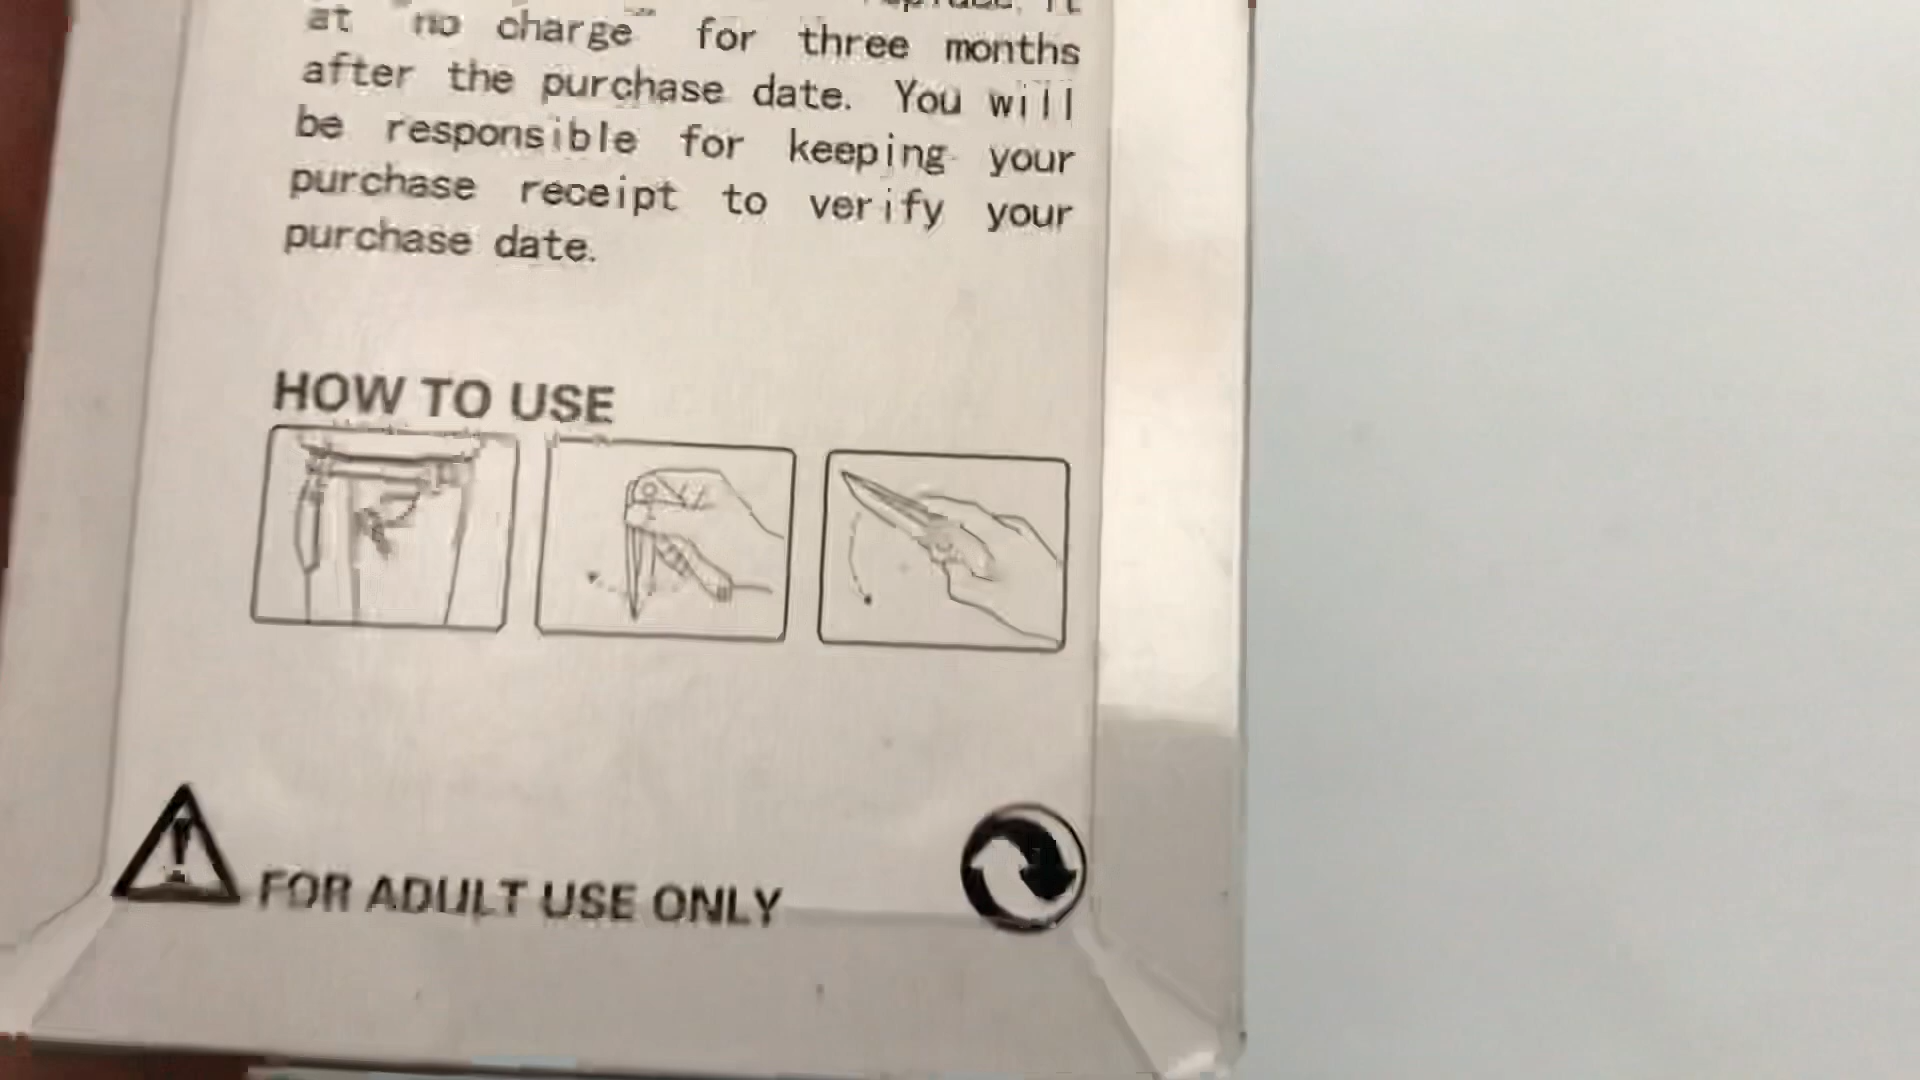 at "no charge" for three months
after the purchase date. You will
be responsible for keeping your
purchase receipt to verify your
purchase date.
HOW TO USE
FOR ADULT USE ONLY